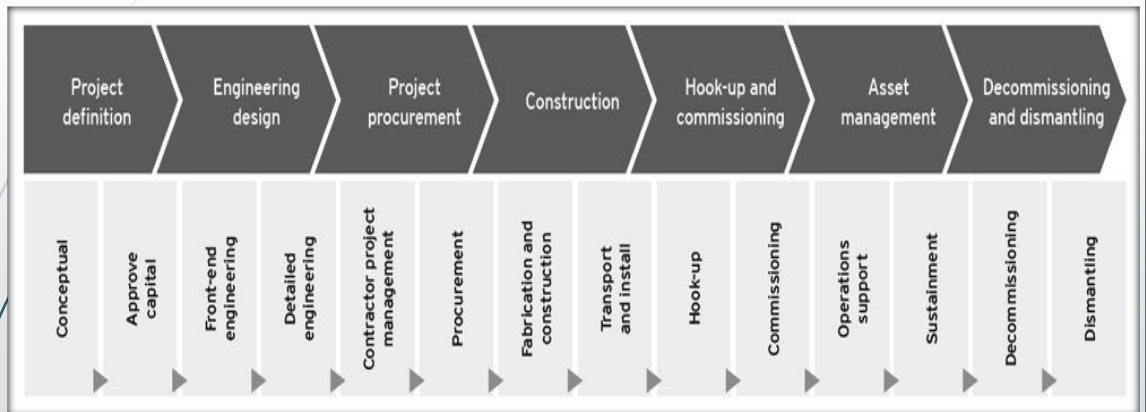 Project
definition
Engineering
design
Project
procurement
Construction
Hook-up and
commissioning
Asset
management
Decommissioning
and dismantling
Conceptual
Approve
capital
Front-end
engineering
Detailed
engineering
Contractor project
management
Procurement
Fabrication and
construction
Transport
and install
Hook-up
Commissioning
Operations
support
Sustainment
Decommissioning
Dismantling